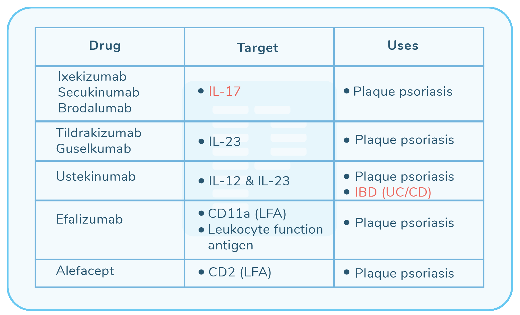 Drug Target Uses
Ixekizumab
Secukinumab
Brodalumab
• IL-17
• Plaque psoriasis
Tildrakizumab
Guselkumab
• IL-23
• Plaque psoriasis
Ustekinumab
• IL-12 & IL-23
• Plaque psoriasis
• IBD (UC/CD)
Efalizumab
• CD11a (LFA)
• Leukocyte function
antigen
• Plaque psoriasis
Alefacept
• CD2 (LFA)
• Plaque psoriasis